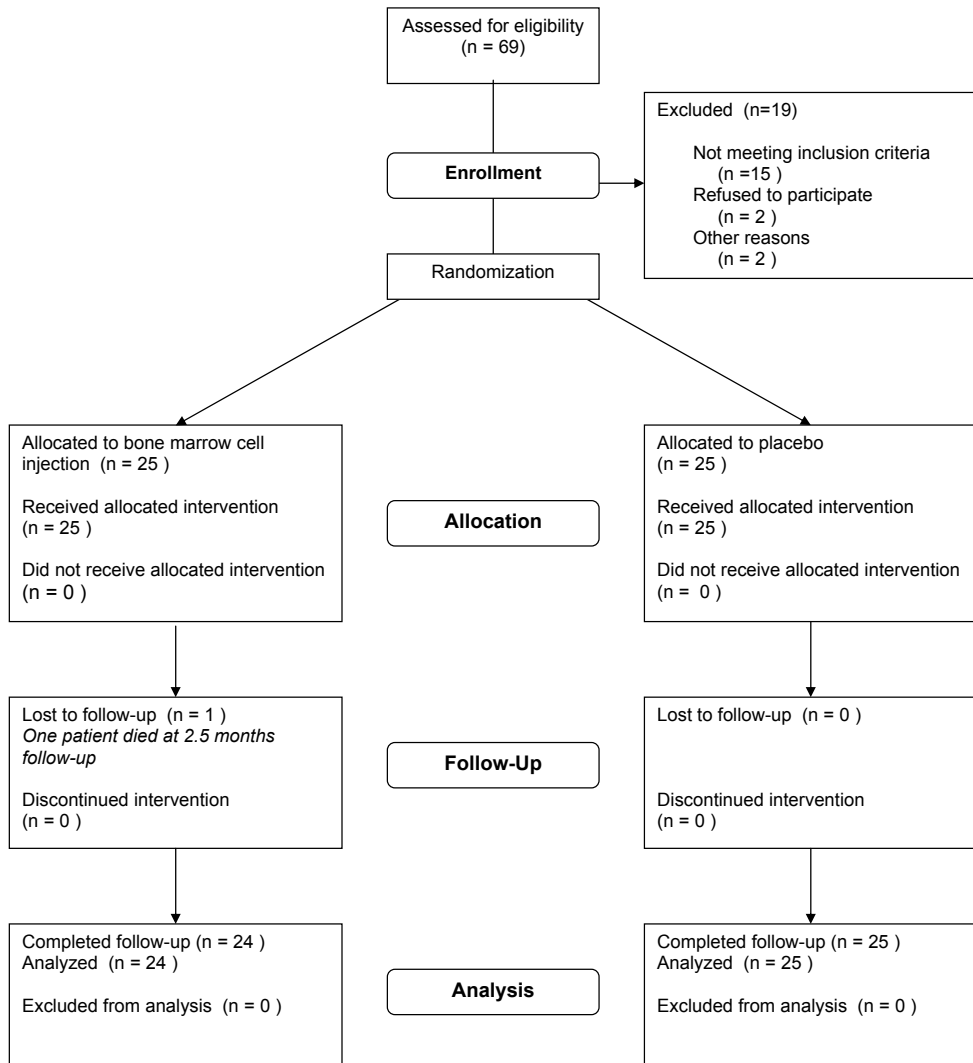 Assessed for eligibility
(n = 69)
Excluded (n=19)
Not meeting inclusion criteria
(n =15 )
Refused to participate
(n = 2 )
Other reasons
(n = 2 )
Enrollment
Randomization
Allocated to bone marrow cell
injection (n = 25 )
Received allocated intervention
(n = 25 )
Did not receive allocated intervention
(n = 0 )
Allocation
Allocated to placebo
(n = 25 )
Received allocated intervention
(n = 25 )
Did not receive allocated intervention
(n = 0 )
Lost to follow-up (n = 1 )
One patient died at 2.5 months
follow-up
Discontinued intervention
(n = 0 )
Follow-Up
Lost to follow-up (n = 0 )
Discontinued intervention
(n = 0 )
Completed follow-up (n = 24 )
Analyzed (n = 24 )
Excluded from analysis (n = 0 )
Analysis
Completed follow-up (n = 25 )
Analyzed (n = 25 )
Excluded from analysis (n = 0 )